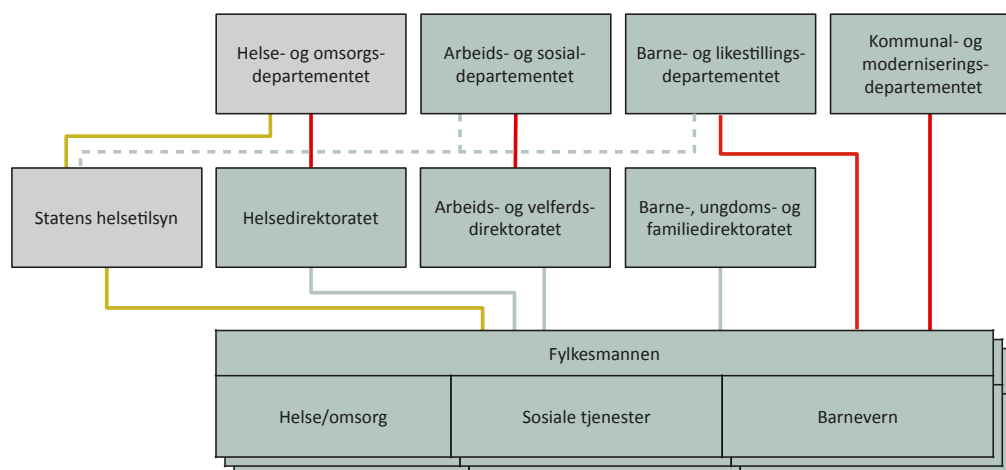 Helse- og omsorgs-
departementet
Arbeids- og sosial-
departementet
Barne- og likestillings-
departementet
Kommunal- og
moderniserings-
departementet
Statens helsetilsyn
Helsedirektoratet
Arbeids- og velferds-
direktoratet
Barne-, ungdoms- og
familiedirektoratet
Fylkesmannen
Helse/omsorg
Sosiale tjenester
Barnevern